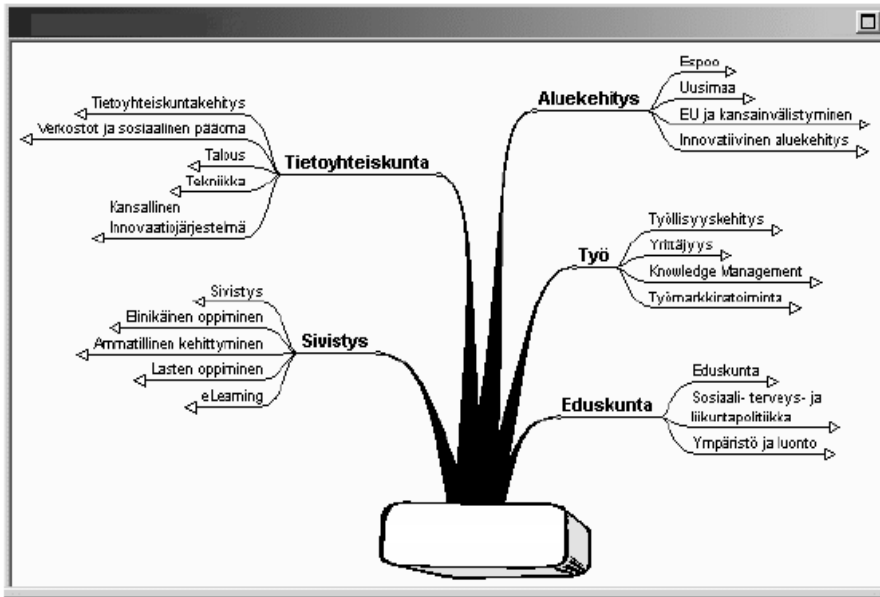 Tietoyhteiskunta
Tietoyhteiskuntakehitys
Verkostot ja sosiaalinen pääoma
Talous
Tekniikka
Kansallinen
Innovaatiojärjestelmä
Sivistys
Sivistys
Elinikäinen oppiminen
Ammatillinen kehittyminen
Lasten oppiminen
eLearning
Aluekehitys
Espoo
Uusimaa
EU ja kansainvälistyminen
Innovatiivinen aluekehitys
Työ
Työllisyyskehitys
Yrittäjyys
Knowledge Management
Työmarkkinatoiminta
Eduskunta
Eduskunta
Sosiaali- terveys- ja
liikuntapolitiikka
Ympäristö ja luonto